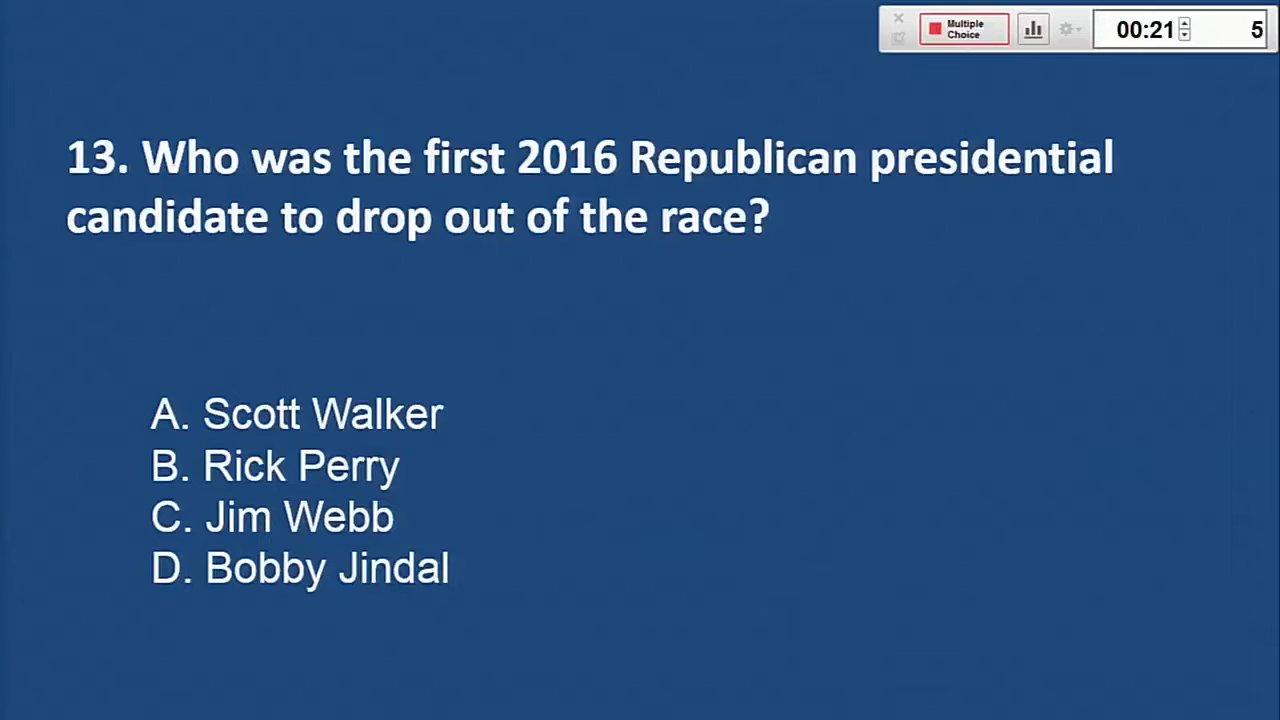 Multiple
Choice
00:21
5
13. Who was the first 2016 Republican presidential
candidate to drop out of the race?
A. Scott Walker
B. Rick Perry
C. Jim Webb
D. Bobby Jindal